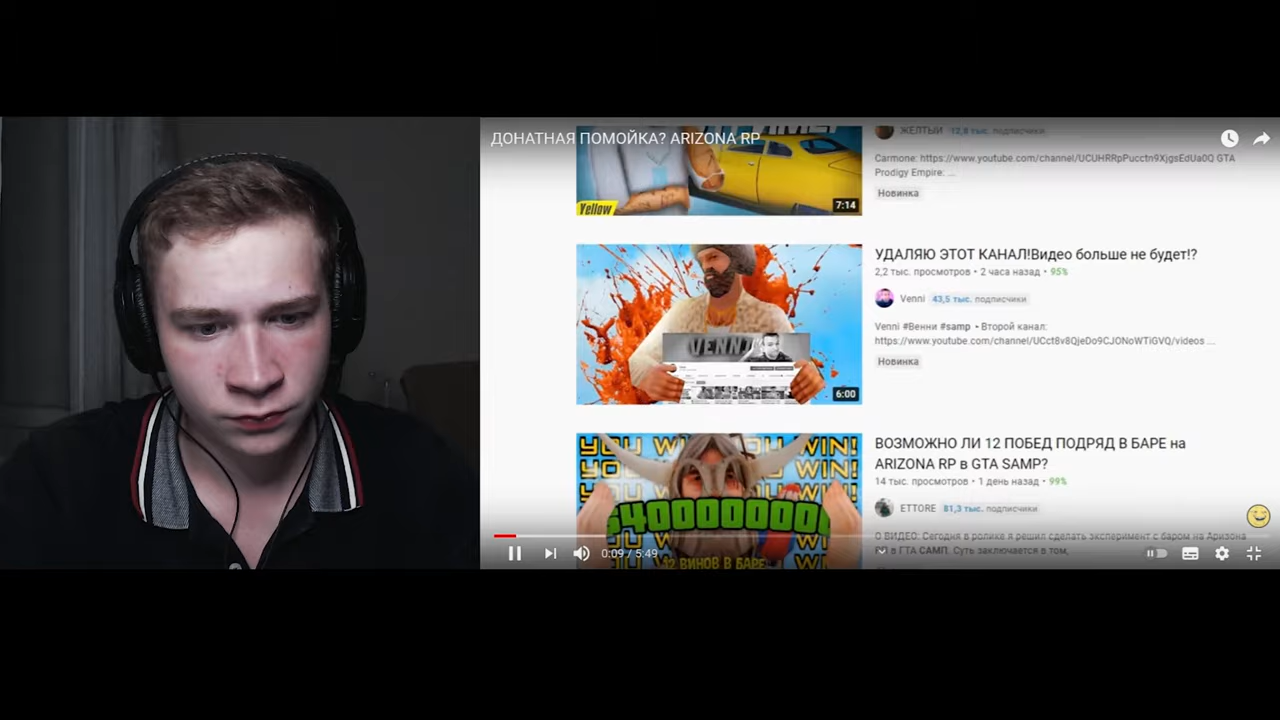 ДОНАТНАЯ ПОМОЙКА? ARIZONA RP
ЖЕЛТЫЙ 12,8 тыс. подписчики
Carmone: https://www.youtube.com/channel/UCUHRRpPucctn9XjgsEdUa0Q GTA
Prodigy Empire: ...
Новинка
Yellow
7:14
УДАЛЯЮ ЭТОТ КАНАЛ!Видео больше не будет!?
2,2 тыс. просмотров • 2 часа назад • 95%
Venni 43,5 тыс. подписчики
Venni #Венни #samp • Второй канал:
https://www.youtube.com/channel/UCct8v8QjeDo9CJONoWTiGVQ/videos ...
Новинка
VENNI
6:00
ВОЗМОЖНО ЛИ 12 ПОБЕД ПОДРЯД В БАРЕ на
ARIZONA RP в GTA SAMP?
14 тыс. просмотров • 1 день назад • 99%
ETTORE 81,3 тыс. подписчики
О ВИДЕО: Сегодня в ролике я решил сделать эксперимент с баром на Аризона
РП в ГТА САМП. Суть заключается в том,
YOU WIN! YOU WIN!
12 ВИНОВ В БАРЕ
0:09 / 5:49